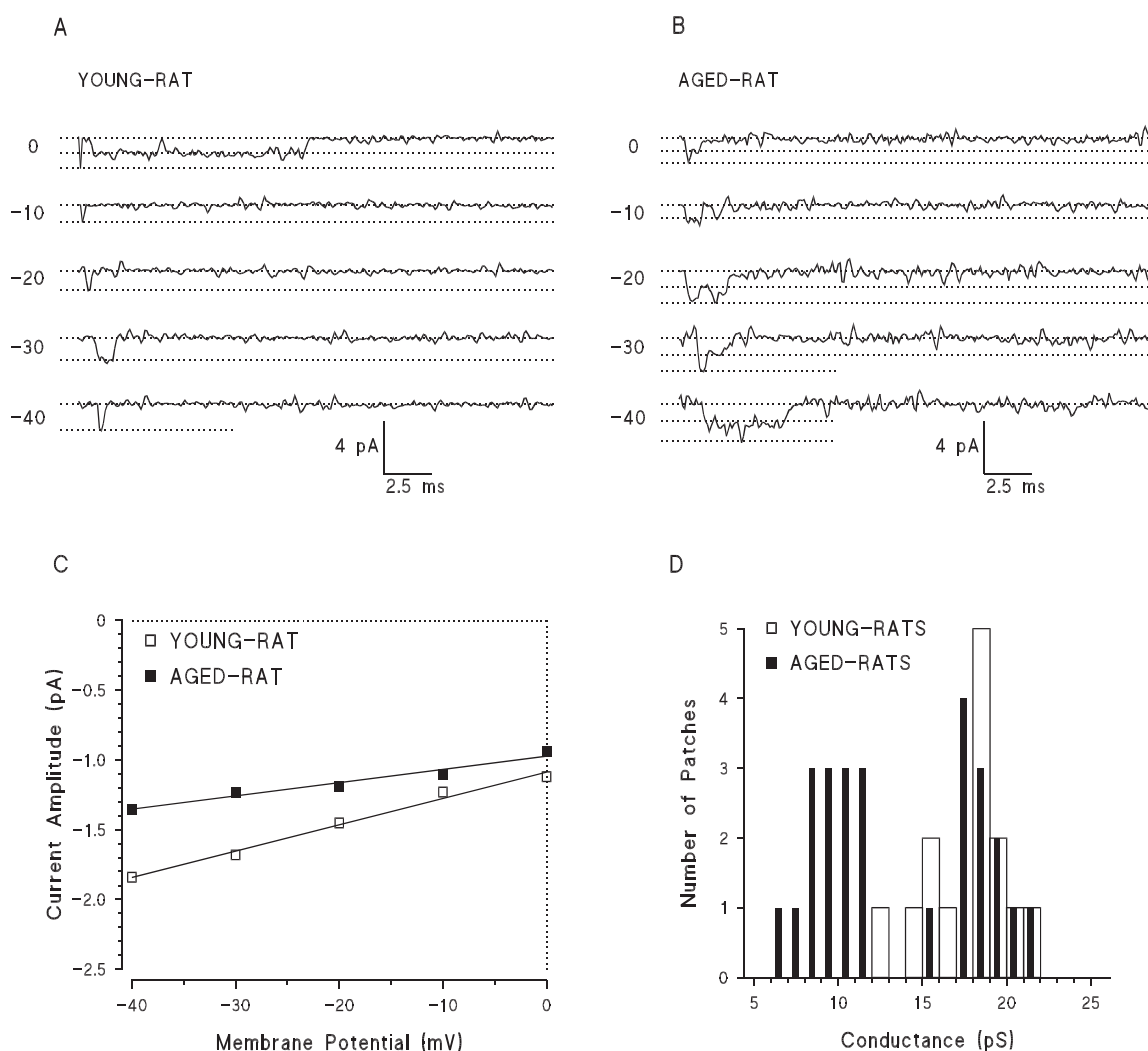 A
YOUNG-RAT
0
-10
-20
-30
-40
4 pA
2.5 ms
B
AGED-RAT
0
-10
-20
-30
-40
4 pA
2.5 ms
C
YOUNG-RAT
AGED-RAT
0
-0.5
-1.0
-1.5
-2.0
-2.5
Current Amplitude (pA)
-40
-30
-20
-10
0
Membrane Potential (mV)
D
YOUNG-RATS
AGED-RATS
5
4
3
2
1
0
Number of Patches
5
10
15
20
25
Conductance (pS)